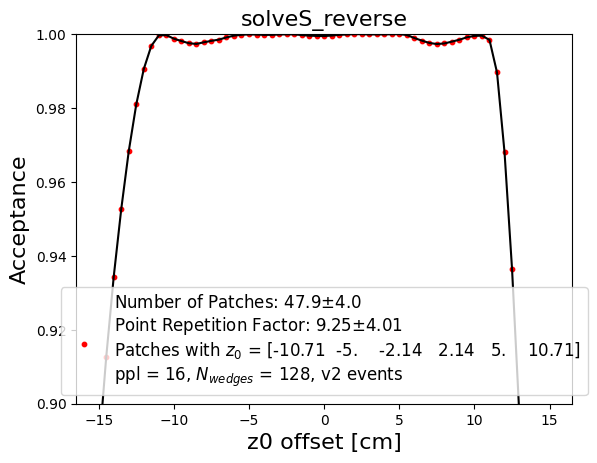 solveS_reverse
1.00
0.98
0.96
0.94
0.92
0.90
Acceptance
Number of Patches: 47.9±4.0
Point Repetition Factor: 9.25±4.01
Patches with z₀ = [-10.71 -5. -2.14 2.14 5. 10.71]
ppl = 16, N_wedges = 128, v2 events
−15 −10 −5 0 5 10 15
z0 offset [cm]